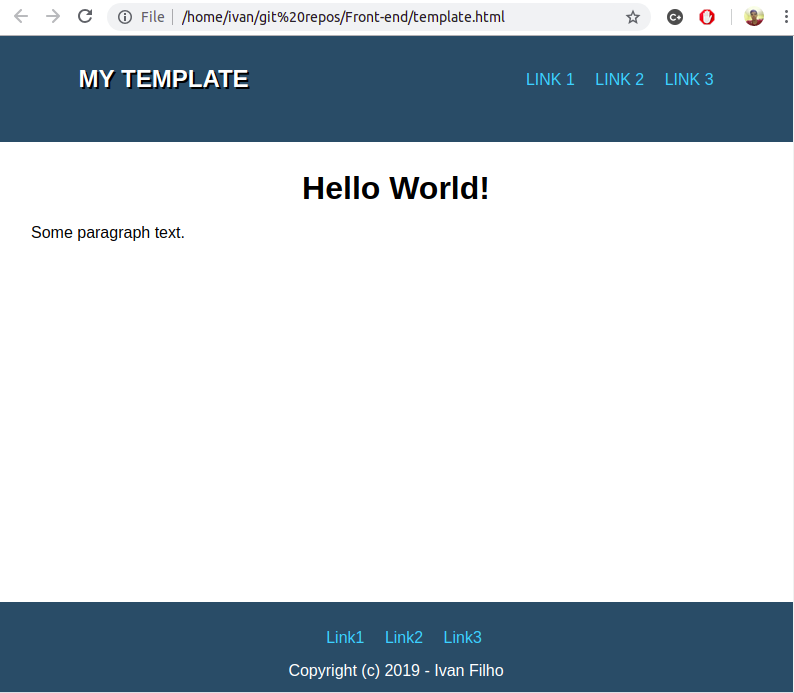 File /home/ivan/git%20repos/Front-end/template.html
MY TEMPLATE
LINK 1 LINK 2 LINK 3
Hello World!
Some paragraph text.
Link1 Link2 Link3
Copyright (c) 2019 - Ivan Filho